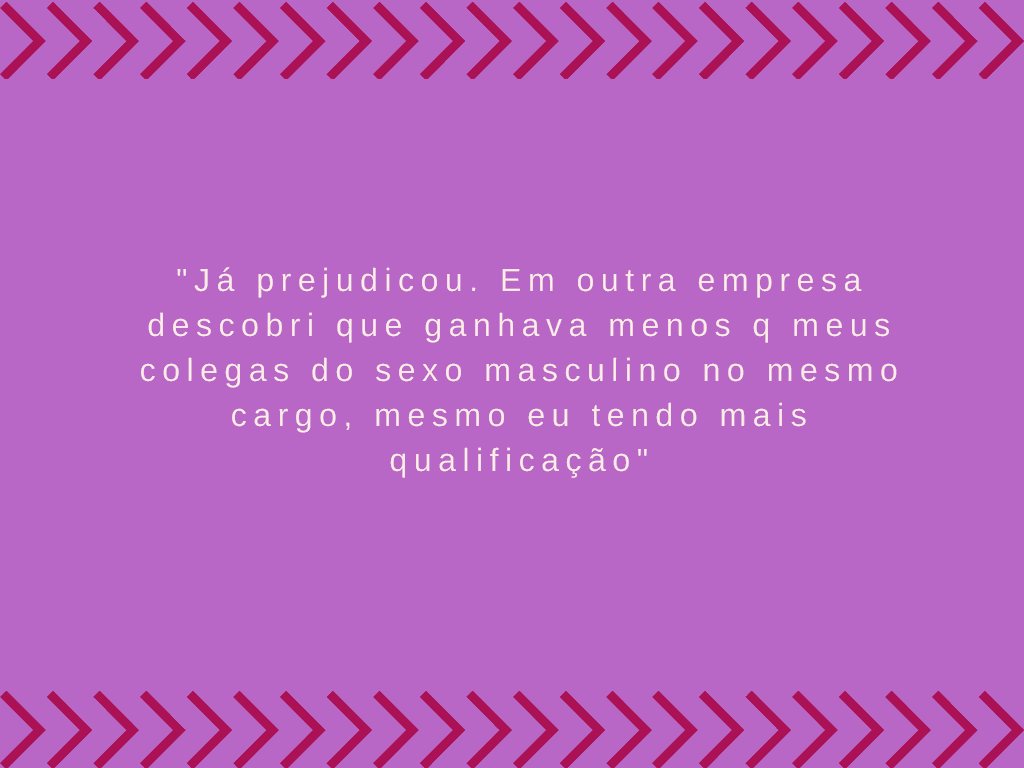 "Já prejudicou. Em outra empresa
descobri que ganhava menos q meus
colegas do sexo masculino no mesmo
cargo, mesmo eu tendo mais
qualificação"